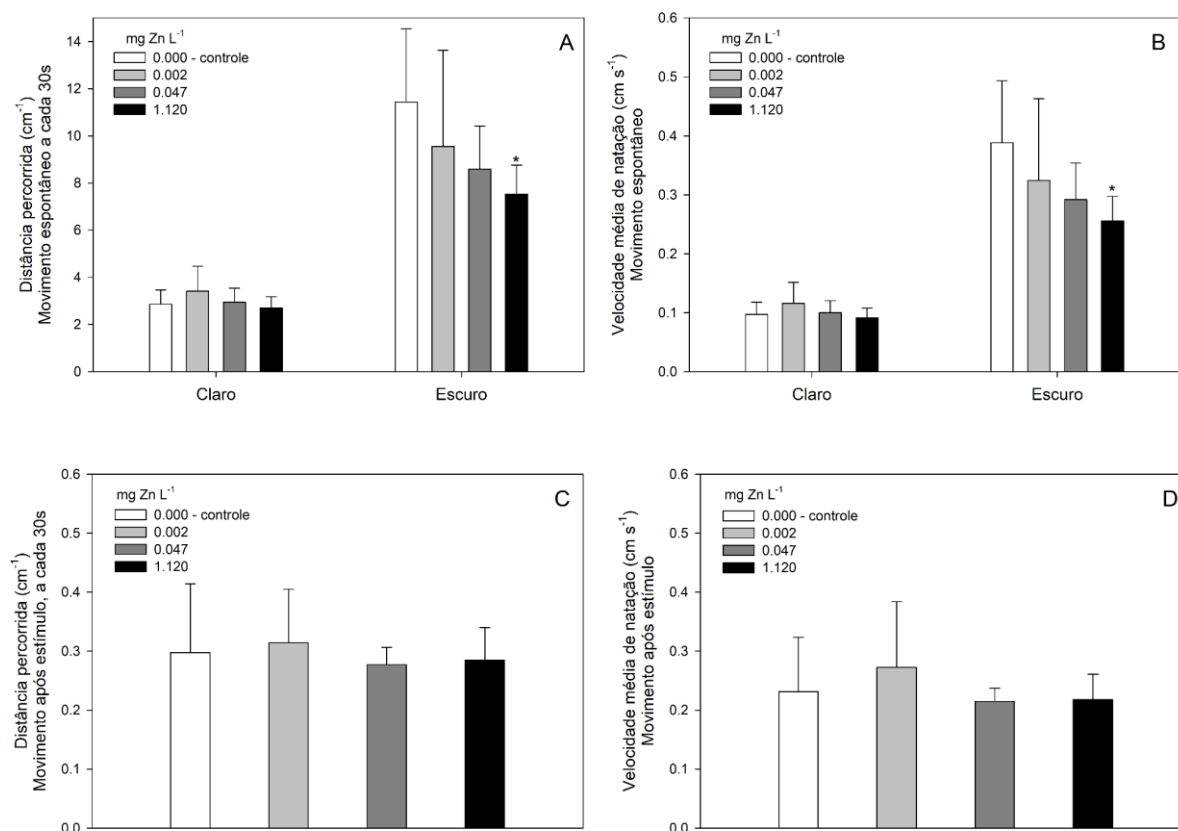 A
mg Zn L⁻¹
0.000 - controle
0.002
0.047
1.120
Distância percorrida (cm⁻¹)
Movimento espontâneo a cada 30s
14
12
10
8
6
4
2
0
*
Claro
Escuro
B
mg Zn L⁻¹
0.000 - controle
0.002
0.047
1.120
Velocidade média de natação (cm s⁻¹)
Movimento espontâneo
0.6
0.5
0.4
0.3
0.2
0.1
0.0
*
Claro
Escuro
C
mg Zn L⁻¹
0.000 - controle
0.002
0.047
1.120
Distância percorrida (cm⁻¹)
Movimento após estímulo, a cada 30s
0.6
0.5
0.4
0.3
0.2
0.1
0.0
D
mg Zn L⁻¹
0.000 - controle
0.002
0.047
1.120
Velocidade média de natação (cm s⁻¹)
Movimento após estímulo
0.6
0.5
0.4
0.3
0.2
0.1
0.0